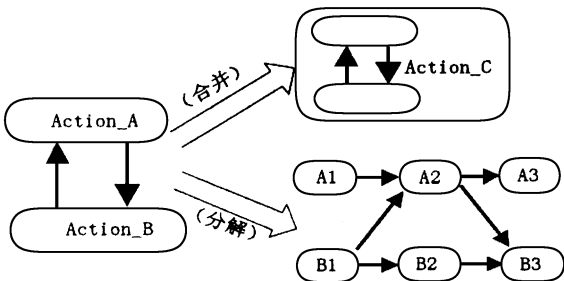 (合并)
Action_C
Action_A
Action_B
(分解)
A1 A2 A3
B1 B2 B3